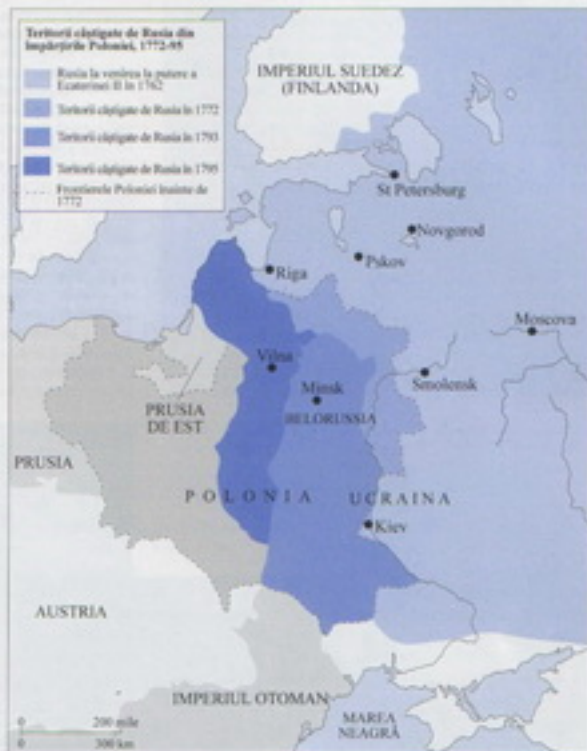 Teritorii câștigate de Rusia din
împărțirile Poloniei, 1772-95
Rusia la venirea la putere a
Ecaterinei II în 1762
Teritorii câștigate de Rusia în 1772
Teritorii câștigate de Rusia în 1793
Teritorii câștigate de Rusia în 1795
Frontierele Poloniei înainte de
1772
IMPERIUL SUEDEZ
(FINLANDA)
St Petersburg
Novgorod
Pskov
Riga
Moscova
Vilna
Smolensk
Minsk
BELORUSSIA
PRUSIA
DE EST
PRUSIA
POLONIA
UCRAINA
Kiev
AUSTRIA
IMPERIUL OTOMAN
MAREA
NEAGRĂ
0 200 mile
0 300 km